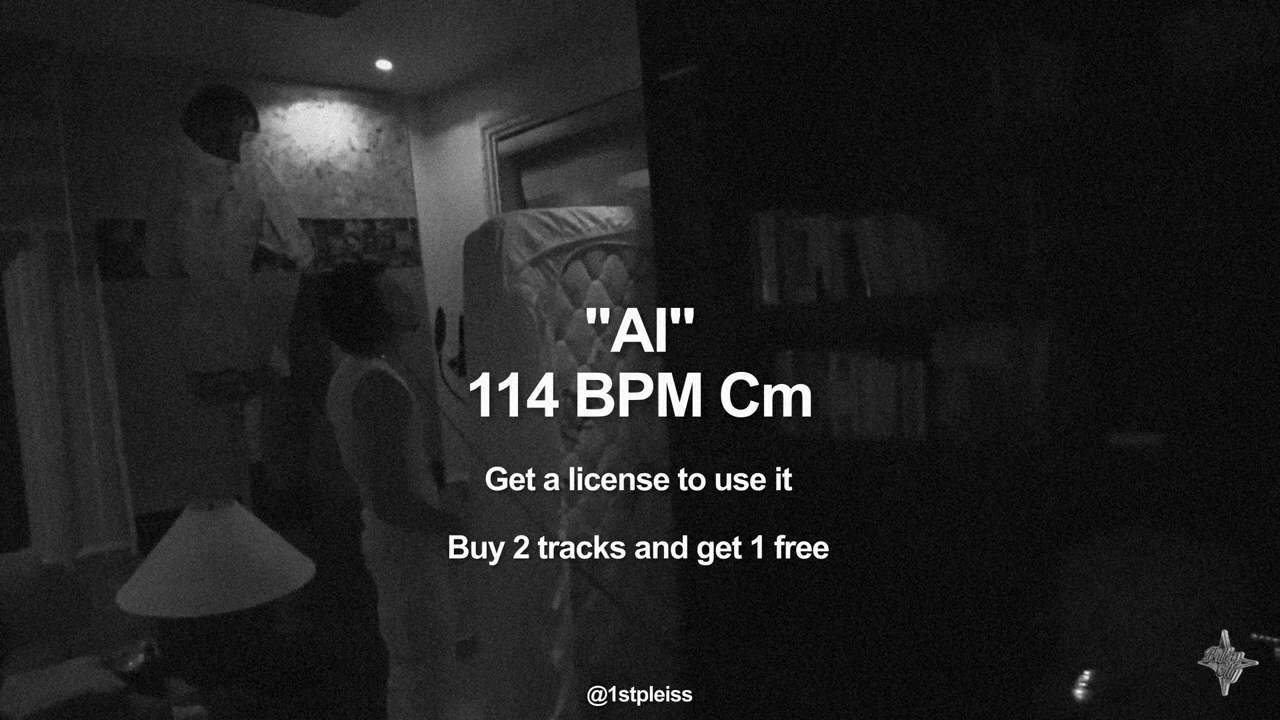 "AI"
114 BPM Cm
Get a license to use it
Buy 2 tracks and get 1 free
@1stpleiss